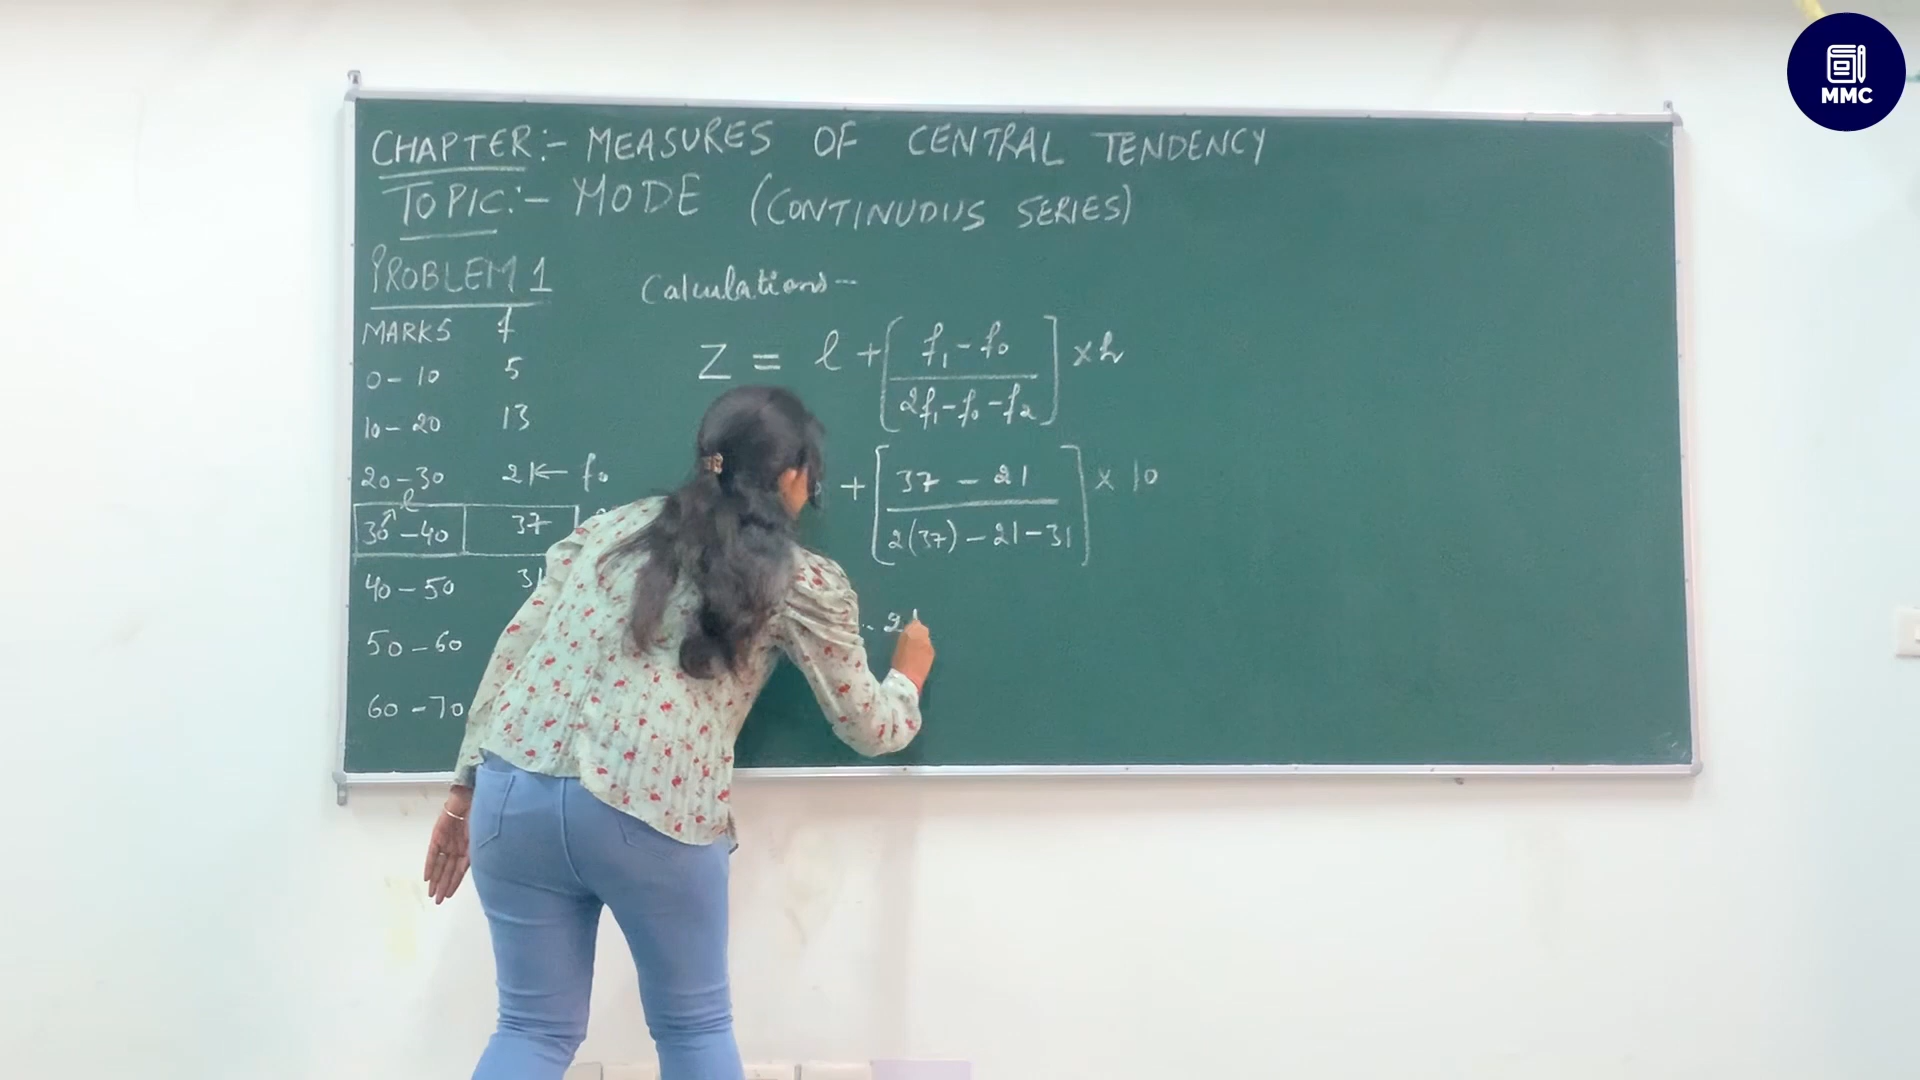 MMC
CHAPTER:- MEASURES OF CENTRAL TENDENCY
TOPIC:- MODE (CONTINUOUS SERIES)
PROBLEM 1
Calculations-
MARKS f
0-10 5
10-20 13
20-30 21← f₀
l
30-40 37
40-50 31
50-60
60-70
Z = l + [f₁-f₀ / 2f₁-f₀-f₂] ×h
+ [37-21 / 2(37)-21-31] × 10